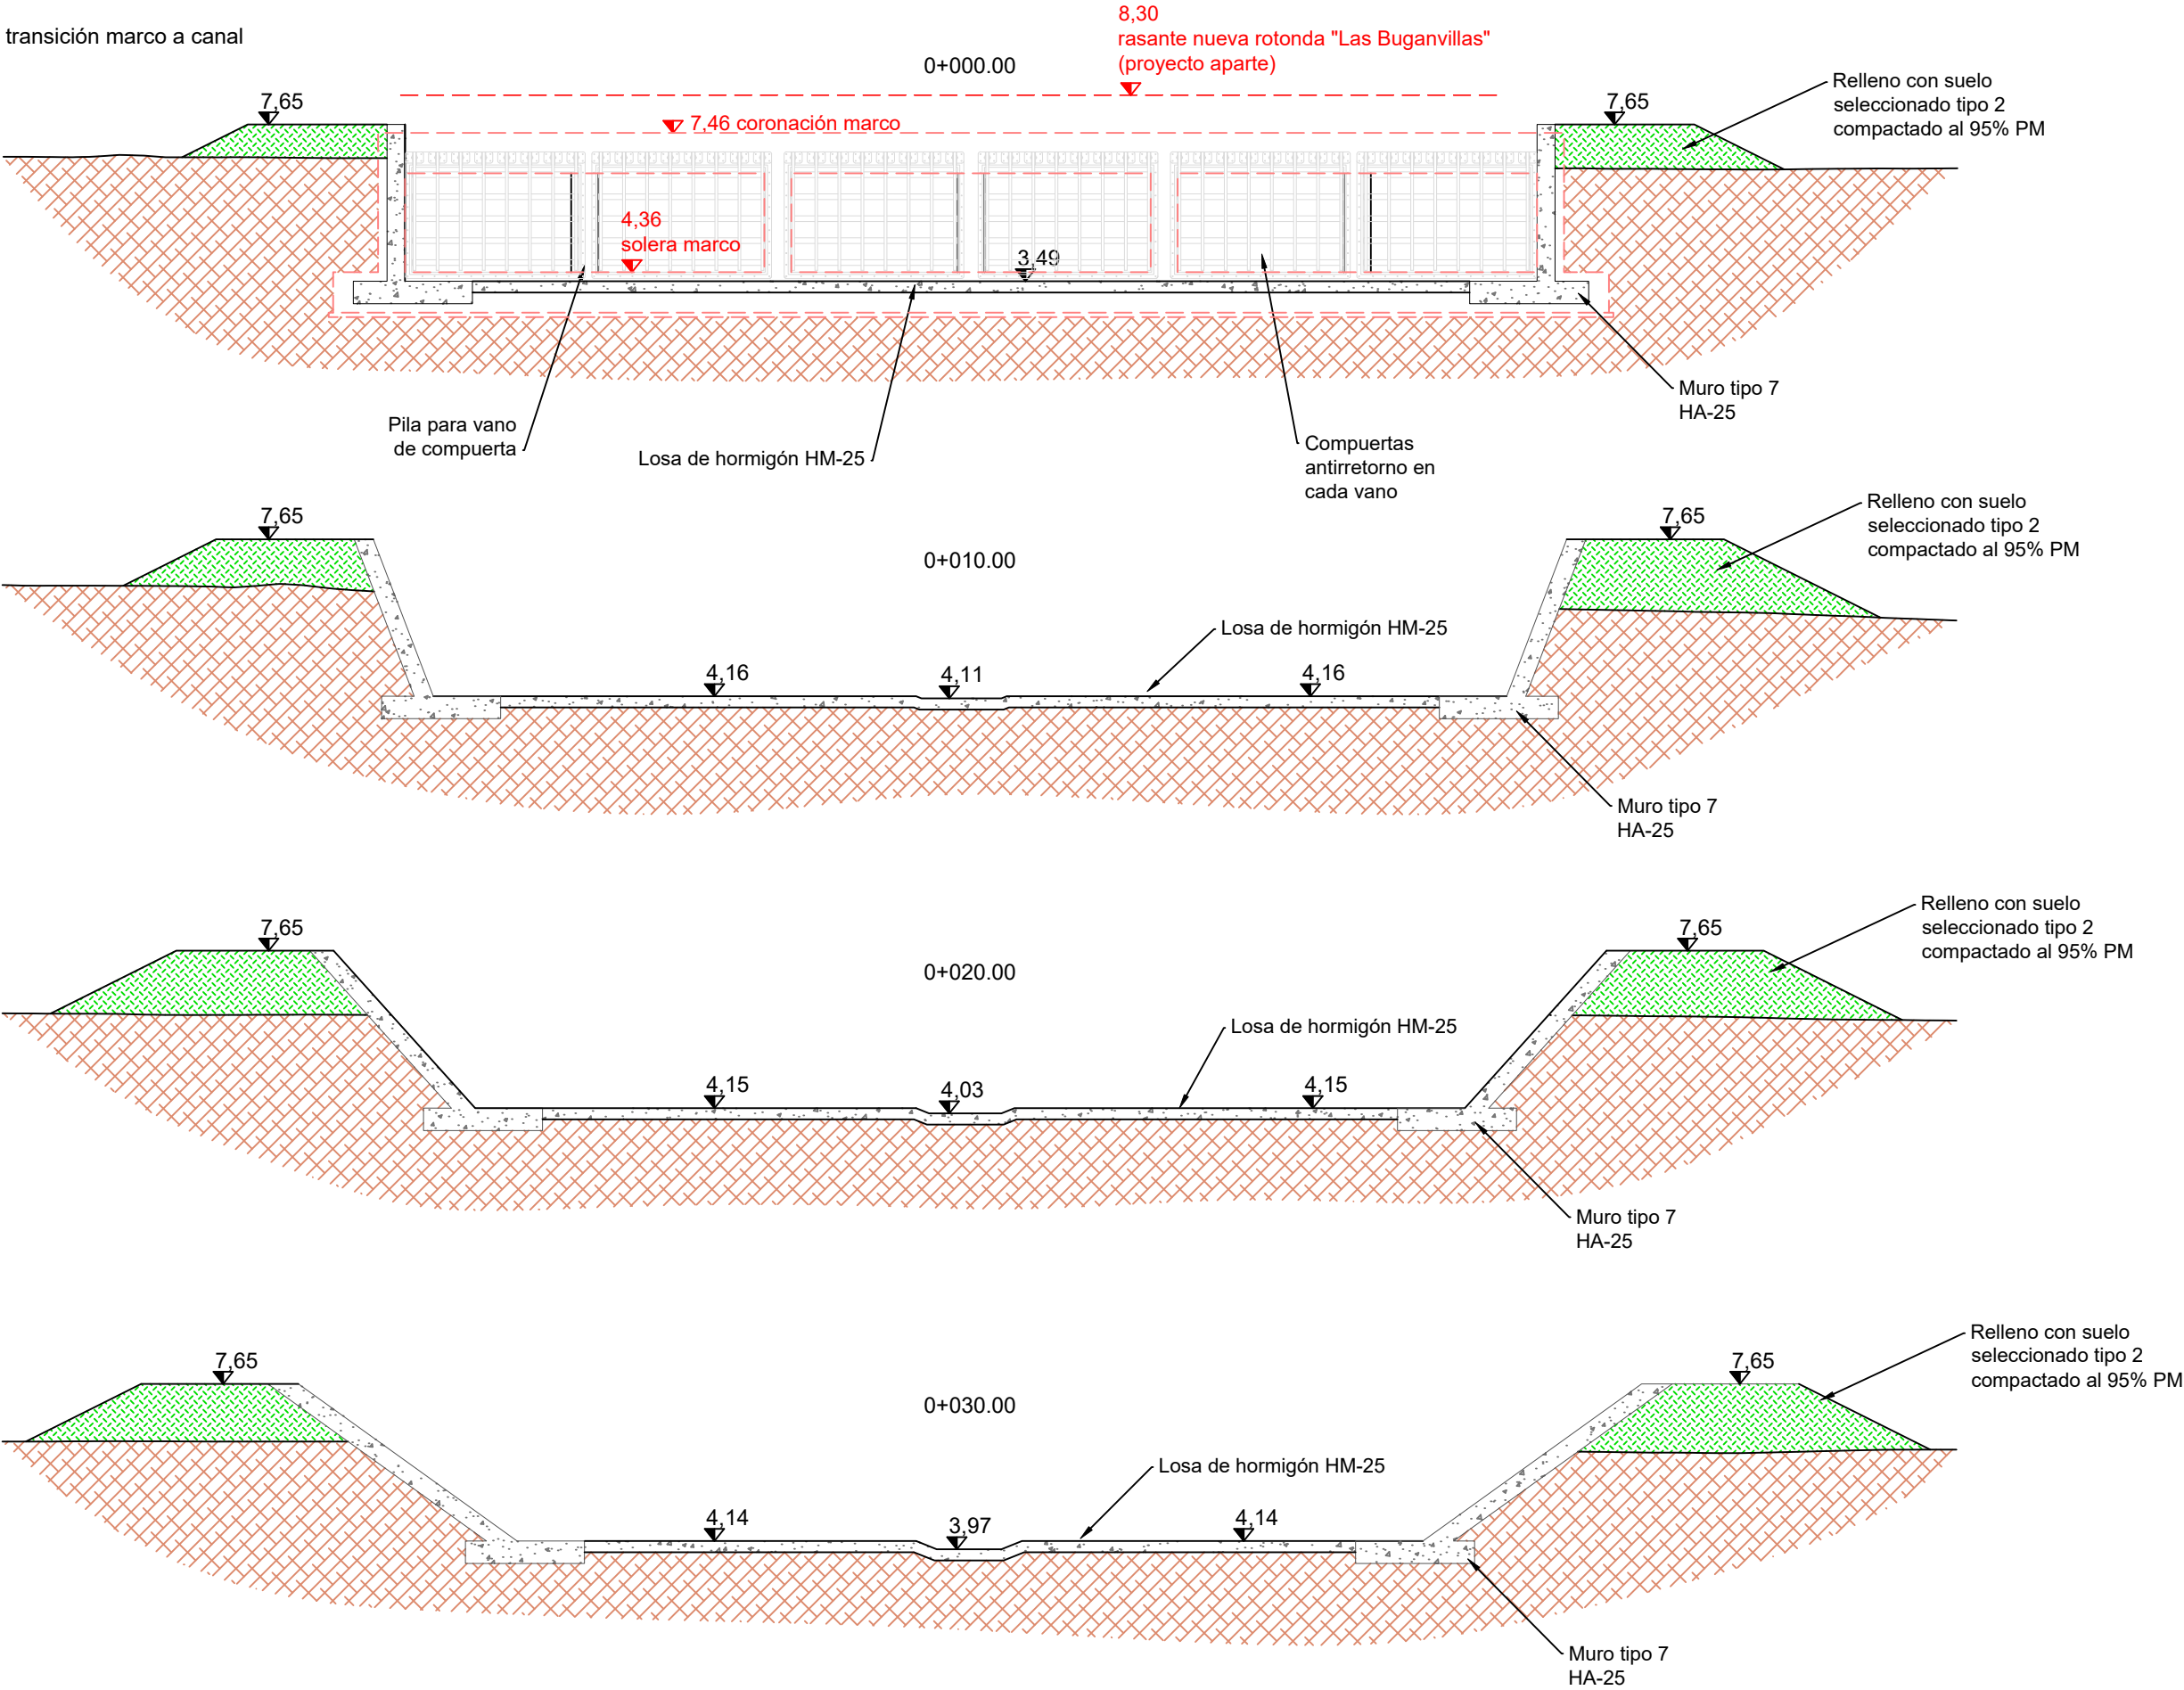 transición marco a canal
8,30
rasante nueva rotonda "Las Buganvillas"
(proyecto aparte)
0+000.00
7,65
7,46 coronación marco
7,65
Relleno con suelo
seleccionado tipo 2
compactado al 95% PM
4,36
solera marco
3,49
Pila para vano
de compuerta
Losa de hormigón HM-25
Compuertas
antirretorno en
cada vano
Muro tipo 7
HA-25
7,65
0+010.00
7,65
Relleno con suelo
seleccionado tipo 2
compactado al 95% PM
Losa de hormigón HM-25
4,16
4,11
4,16
Muro tipo 7
HA-25
7,65
0+020.00
7,65
Relleno con suelo
seleccionado tipo 2
compactado al 95% PM
Losa de hormigón HM-25
4,15
4,03
4,15
Muro tipo 7
HA-25
7,65
0+030.00
7,65
Relleno con suelo
seleccionado tipo 2
compactado al 95% PM
Losa de hormigón HM-25
4,14
3,97
4,14
Muro tipo 7
HA-25